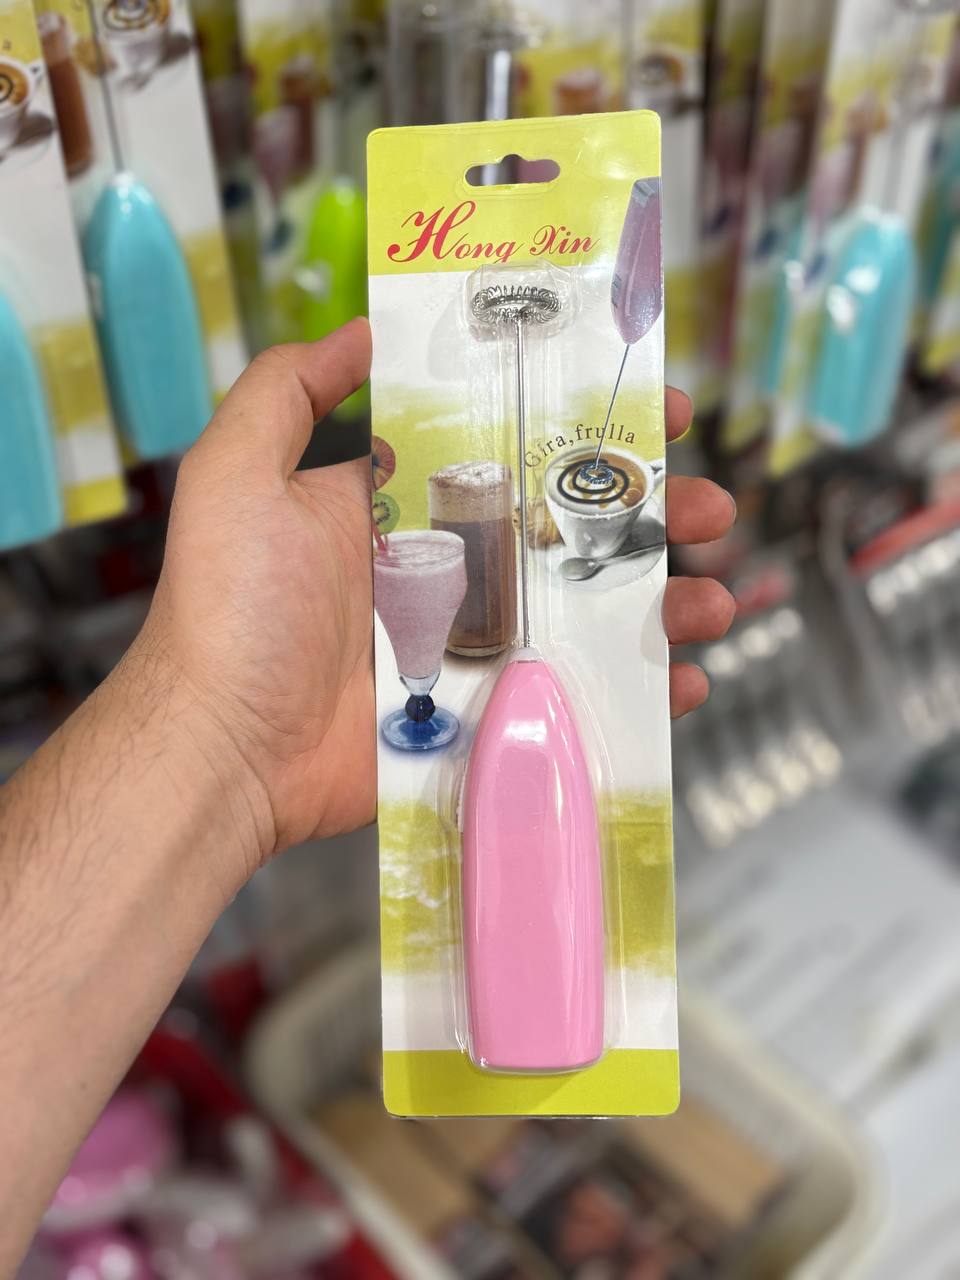 Hong Xin
Gira, frulla